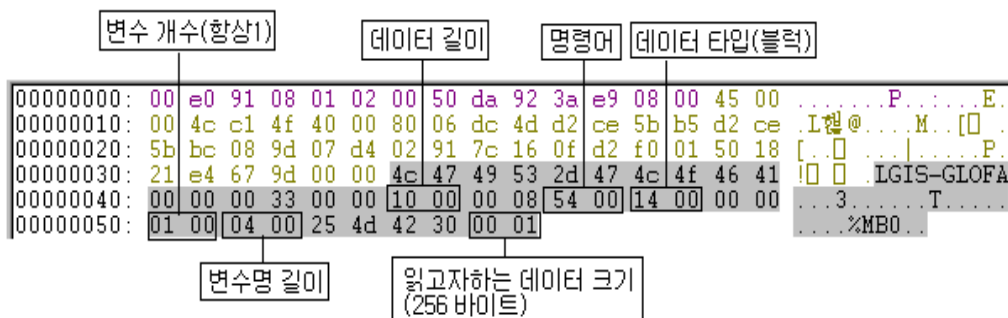 변수 개수(항상1)
데이터 길이
명령어
데이터 타입(블럭)
00000000: 00 e0 91 08 01 02 00 50 da 92 3a e9 08 00 45 00 .......P..:...E.
00000010: 00 4c c1 4f 40 00 80 06 dc 4d d2 ce 5b b5 d2 ce
00000020: 5b bc 08 9d 07 d4 02 91 7c 16 0f d2 f0 01 50 18
00000030: 21 e4 67 9d 00 00 4c 47 49 53 2d 47 4c 4f 46 41 LGIS-GLOFA
00000040: 00 00 00 33 00 00 10 00 00 08 54 00 14 00 00 00 ...3......T.....
00000050: 01 00 04 00 25 4d 42 30 00 01 ....%MB0..
변수명 길이
읽고자하는 데이터 크기
(256 바이트)